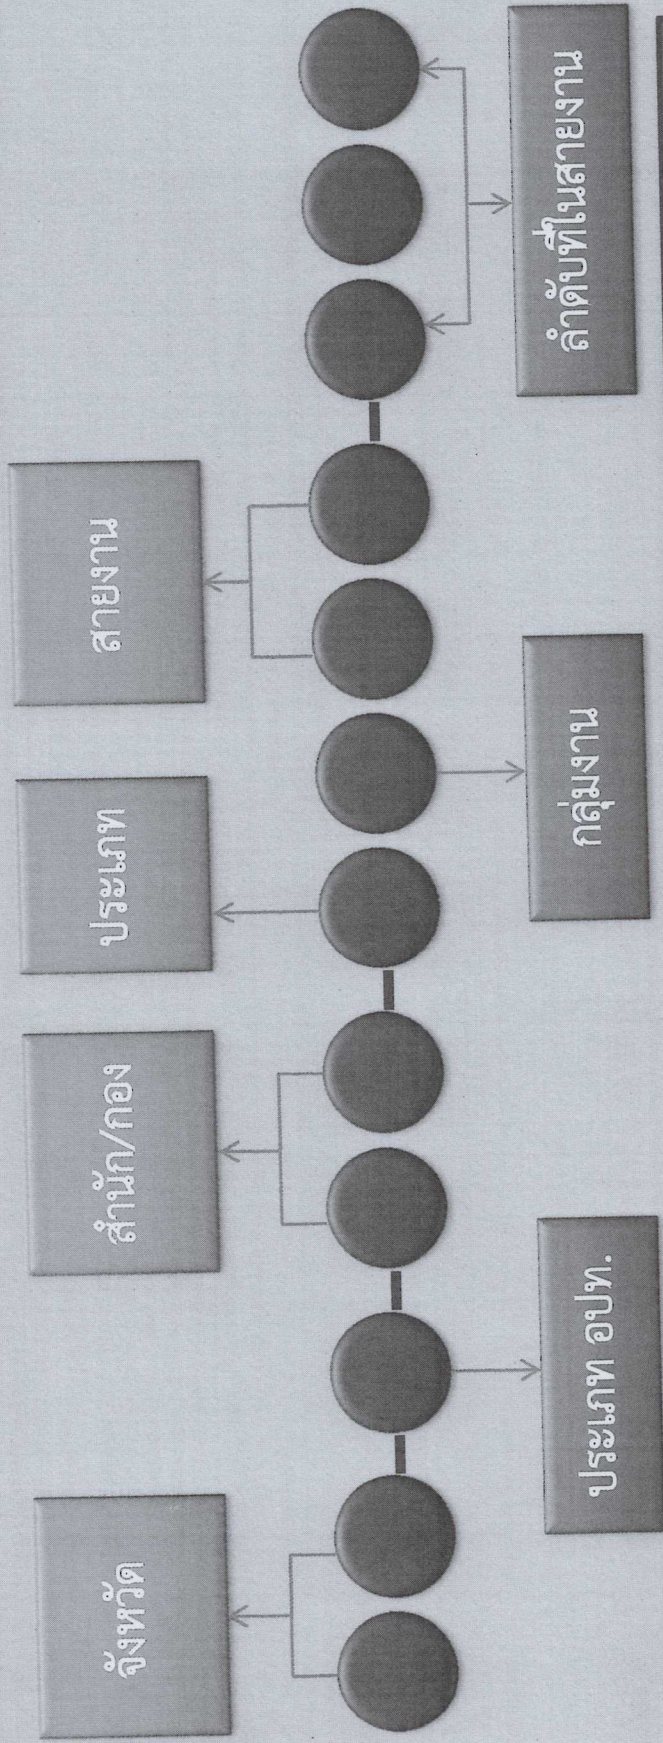 จังหวัด
สำนัก/กอง
ประเภท
สายงาน
ประเภท อปท.
กลุ่มงาน
ลำดับที่ในสายงาน